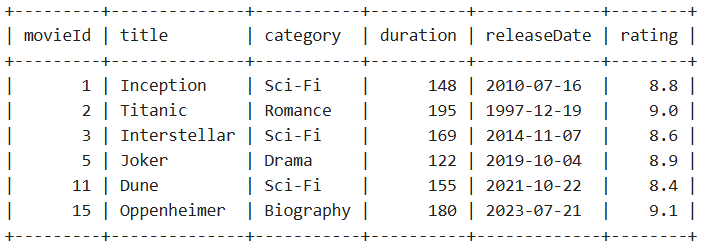 +---------+--------------+-----------+----------+-------------+--------+
| movieId | title        | category  | duration | releaseDate | rating |
+---------+--------------+-----------+----------+-------------+--------+
|       1 | Inception    | Sci-Fi    |      148 | 2010-07-16  |    8.8 |
|       2 | Titanic      | Romance   |      195 | 1997-12-19  |    9.0 |
|       3 | Interstellar | Sci-Fi    |      169 | 2014-11-07  |    8.6 |
|       5 | Joker        | Drama     |      122 | 2019-10-04  |    8.9 |
|      11 | Dune         | Sci-Fi    |      155 | 2021-10-22  |    8.4 |
|      15 | Oppenheimer  | Biography |      180 | 2023-07-21  |    9.1 |
+---------+--------------+-----------+----------+-------------+--------+